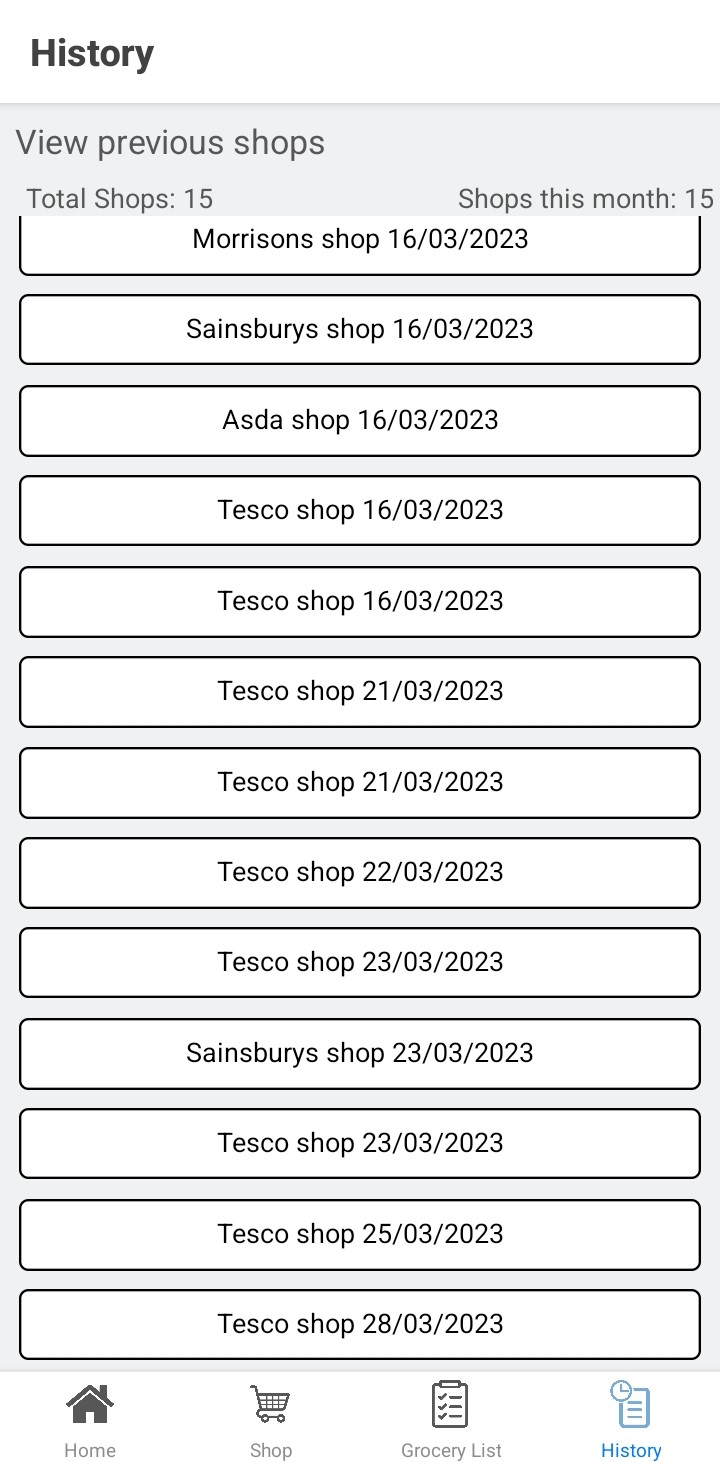 History
View previous shops
Total Shops: 15 Shops this month: 15
Morrisons shop 16/03/2023
Sainsburys shop 16/03/2023
Asda shop 16/03/2023
Tesco shop 16/03/2023
Tesco shop 16/03/2023
Tesco shop 21/03/2023
Tesco shop 21/03/2023
Tesco shop 22/03/2023
Tesco shop 23/03/2023
Sainsburys shop 23/03/2023
Tesco shop 23/03/2023
Tesco shop 25/03/2023
Tesco shop 28/03/2023
Home Shop Grocery List History